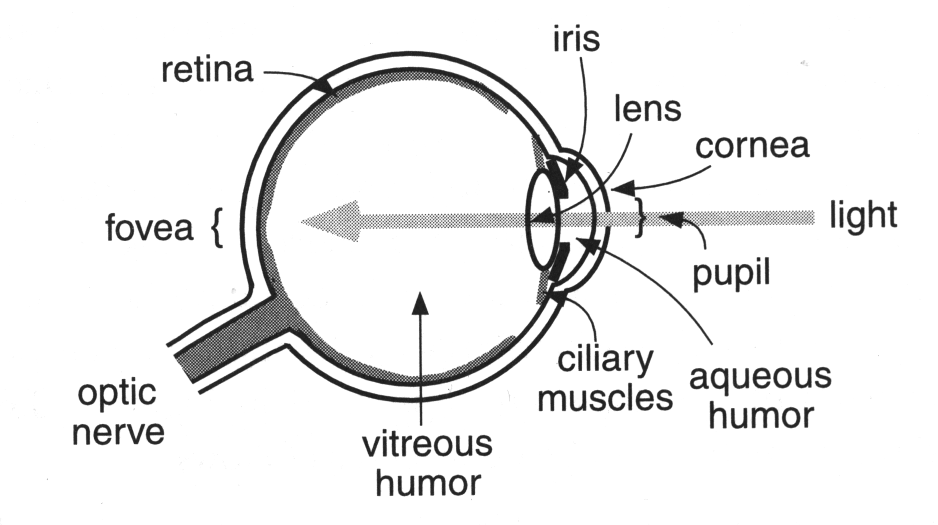 iris
retina
lens
cornea
fovea {
} light
pupil
ciliary
muscles
aqueous
humor
optic
nerve
vitreous
humor